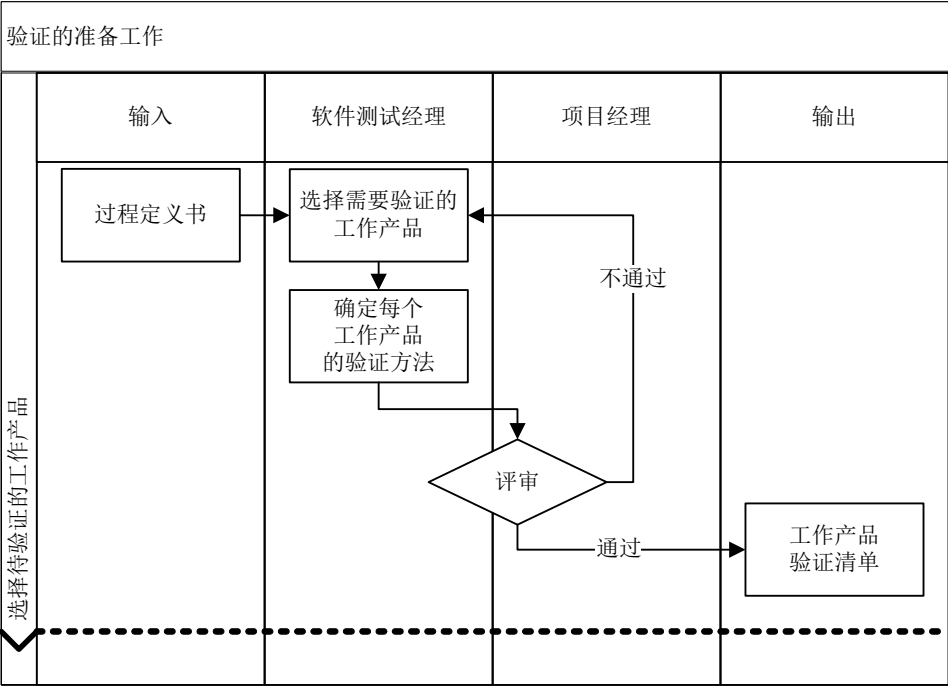 验证的准备工作
输入
软件测试经理
项目经理
输出
过程定义书
选择需要验证的
工作产品
不通过
确定每个
工作产品
的验证方法
评审
通过
工作产品
验证清单
选择待验证的工作产品